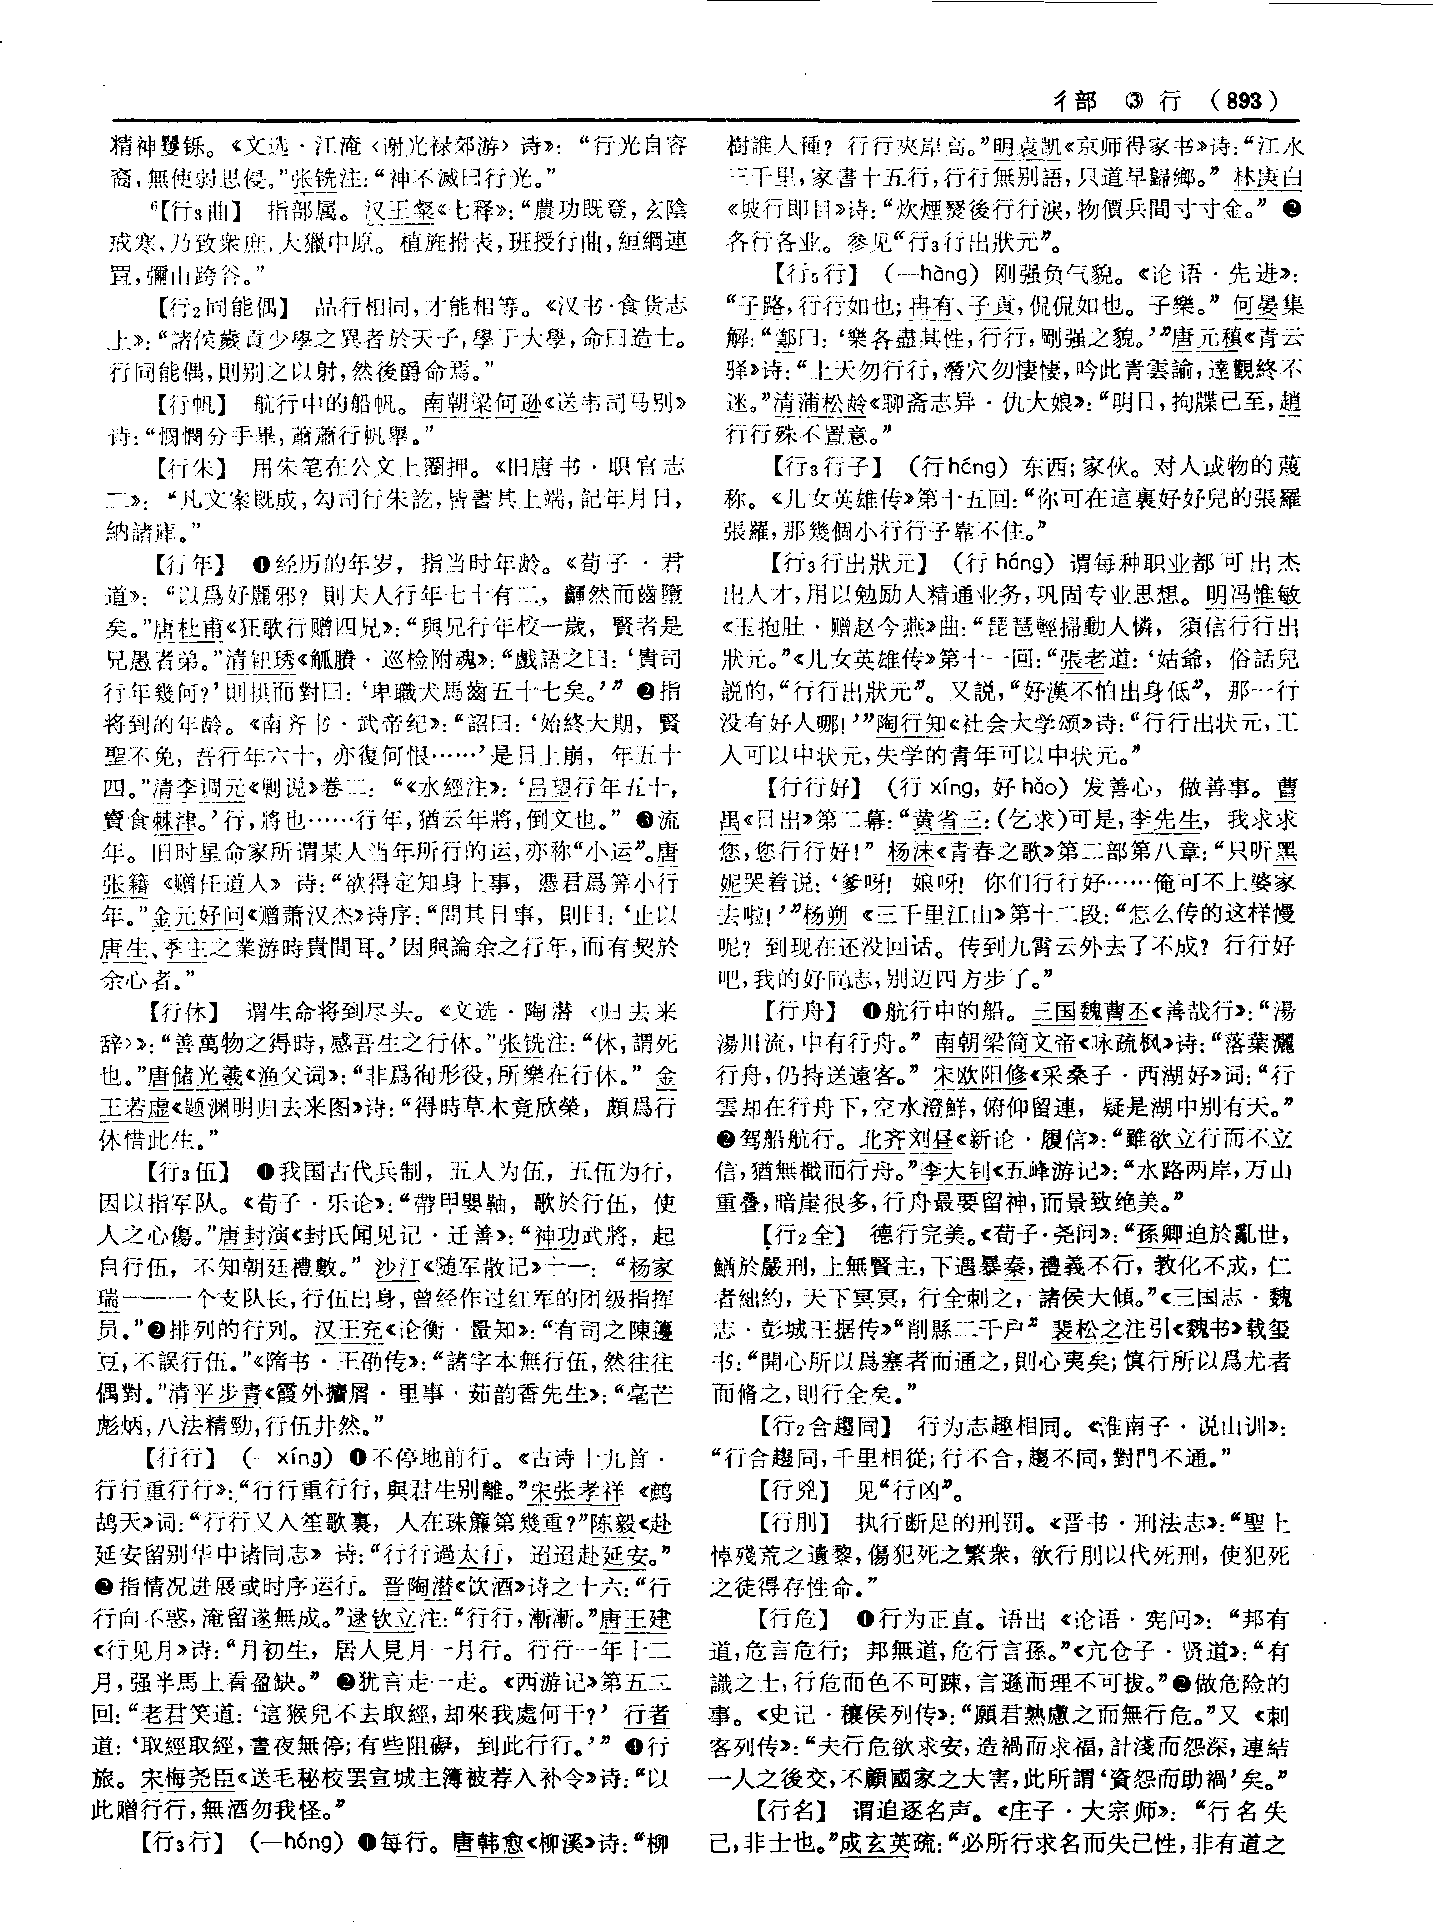 彳部 ③ 行 (893)
精神矍铄。《文选·江淹〈谢光禄郊游〉诗》：“行光自容
裔，無使弱思侵。”张铣注：“神不滅曰行光。”
【行3曲】 指部属。汉王粲《七释》：“農功既登，玄陰
戒寒，乃致衆庶，大獵中原。植旌拊表，班授行曲，絙網連
罝，彌山跨谷。”
【行2同能偶】 品行相同，才能相等。《汉书·食货志
上》：“諸侯歲貢少學之異者於天子，學于大學，命曰造士。
行同能偶，則别之以射，然後爵命焉。”
【行帆】 航行中的船帆。南朝梁何逊《送韦司马别》
诗：“憫憫分手畢，蕭蕭行帆舉。”
【行朱】 用朱笔在公文上圈押。《旧唐书·职官志
二》：“凡文案既成，勾司行朱訖，皆書其上端，記年月日，
納諸庫。”
【行年】 ❶经历的年岁，指当时年龄。《荀子·君
道》：“以爲好麗邪？則夫人行年七十有二，齫然而齒墮
矣。”唐杜甫《狂歌行赠四兄》：“與兄行年校一歲，賢者是
兄愚者弟。”清钮琇《觚賸·巡检附魂》：“戲語之曰：‘貴司
行年幾何？’則拱而對曰：‘卑職犬馬齒五十七矣。’” ❷指
将到的年龄。《南齐书·武帝纪》：“詔曰：‘始終大期，賢
聖不免，吾行年六十，亦復何恨……’是日上崩，年五十
四。”清李调元《剿说》卷二：“《水經注》：‘吕望行年五十，
賣食棘津。’行，將也……行年，猶云年將，倒文也。” ❸流
年。旧时星命家所谓某人当年所行的运，亦称“小运”。唐
张籍《赠任道人》诗：“欲得定知身上事，憑君爲算小行
年。”金元好问《赠萧汉杰》诗序：“問其日事，則曰：‘止以
唐生、季主之業游時貴間耳。’因與論余之行年，而有契於
余心者。”
【行休】 谓生命将到尽头。《文选·陶潜〈归去来
辞〉》：“善萬物之得時，感吾生之行休。”张铣注：“休，謂死
也。”唐储光羲《渔父词》：“非爲徇形役，所樂在行休。” 金
王若虚《题渊明归去来图》诗：“得時草木竟欣榮，頗爲行
休惜此生。”
【行3伍】 ❶我国古代兵制，五人为伍，五伍为行，
因以指军队。《荀子·乐论》：“帶甲嬰軸，歌於行伍，使
人之心傷。”唐封演《封氏闻见记·迁善》：“神功武將，起
自行伍，不知朝廷禮數。” 沙汀《随军散记》十一：“杨家
瑞——一个支队长，行伍出身，曾经作过红军的团级指挥
员。”❷排列的行列。汉王充《论衡·量知》：“有司之陳籩
豆，不誤行伍。”《隋书·王劭传》：“諸字本無行伍，然往往
偶對。”清平步青《霞外攟屑·里事·茹韵香先生》：“毫芒
彪炳，八法精勁，行伍井然。”
【行行】 （－xíng）❶不停地前行。《古诗十九首·
行行重行行》：“行行重行行，與君生别離。”宋张孝祥《鹧
鸪天》词：“行行又入笙歌裏，人在珠簾第幾重？”陈毅《赴
延安留别华中诸同志》诗：“行行過太行，迢迢赴延安。”
❷指情况进展或时序运行。晋陶潜《饮酒》诗之十六：“行
行向不惑，淹留遂無成。”逯钦立注：“行行，漸漸。”唐王建
《行见月》诗：“月初生，居人見月一月行。行行一年十二
月，强半馬上看盈缺。” ❸犹言走一走。《西游记》第五二
回：“老君笑道：‘這猴兒不去取經，却來我處何干？’ 行者
道：‘取經取經，晝夜無停；有些阻礙，到此行行。’” ❹行
旅。宋梅尧臣《送毛秘校罢宣城主簿被荐入补令》诗：“以
此贈行行，無酒勿我怪。”
【行3行】 （—háng）❶每行。唐韩愈《柳溪》诗：“柳
樹誰人種？行行夾岸高。”明袁凯《京师得家书》诗：“江水
三千里，家書十五行，行行無别語，只道早歸鄉。” 林庚白
《坡行即目》诗：“炊煙爨後行行淚，物價兵間寸寸金。” ❷
各行各业。参见“行3行出狀元”。
【行5行】 （—hàng）刚强负气貌。《论语·先进》：
“子路，行行如也；冉有、子貢，侃侃如也。子樂。” 何晏集
解：“鄭曰：‘樂各盡其性，行行，剛强之貌。’”唐元稹《青云
驿》诗：“上天勿行行，潛穴勿悽悽，吟此青雲諭，達觀終不
迷。”清蒲松龄《聊斋志异·仇大娘》：“明日，拘牒已至，趙
行行殊不置意。”
【行3行子】 （行háng）东西；家伙。对人或物的蔑
称。《儿女英雄传》第十五回：“你可在這裏好好兒的張羅
張羅，那幾個小行行子靠不住。”
【行3行出狀元】 （行háng）谓每种职业都可出杰
出人才，用以勉励人精通业务，巩固专业思想。明冯惟敏
《玉抱肚·赠赵今燕》曲：“琵琶輕掃動人憐，須信行行出
狀元。”《儿女英雄传》第十一回：“張老道：‘姑爺，俗話兒
説的，“行行出狀元”。又説，“好漢不怕出身低”，那一行
没有好人哪！’”陶行知《社会大学颂》诗：“行行出状元，工
人可以中状元，失学的青年可以中状元。”
【行行好】 （行xíng，好hǎo）发善心，做善事。曹
禺《日出》第二幕：“黄省三：(乞求)可是，李先生，我求求
您，您行行好！” 杨沫《青春之歌》第二部第八章：“只听黑
妮哭着说：‘爹呀！娘呀！你们行行好……俺可不上婆家
去啦！’”杨朔《三千里江山》第十二段：“怎么传的这样慢
呢？到现在还没回话。传到九霄云外去了不成？行行好
吧，我的好同志，别迈四方步了。”
【行舟】 ❶航行中的船。三国魏曹丕《善哉行》：“湯
湯川流，中有行舟。” 南朝梁简文帝《咏疏枫》诗：“落葉灑
行舟，仍持送遠客。” 宋欧阳修《采桑子·西湖好》词：“行
雲却在行舟下，空水澄鮮，俯仰留連，疑是湖中别有天。”
❷驾船航行。北齐刘昼《新论·履信》：“雖欲立行而不立
信，猶無檝而行舟。”李大钊《五峰游记》：“水路两岸，万山
重叠，暗崖很多，行舟最要留神，而景致绝美。”
【行2全】 德行完美。《荀子·尧问》：“孫卿迫於亂世，
鰌於嚴刑，上無賢主，下遇暴秦，禮義不行，教化不成，仁
者絀約，天下冥冥，行全刺之，諸侯大傾。”《三国志·魏
志·彭城王据传》“削縣二千户” 裴松之注引《魏书》载玺
书：“開心所以爲塞者而通之，則心夷矣；慎行所以爲尤者
而脩之，則行全矣。”
【行2合趨同】 行为志趣相同。《淮南子·说山训》：
“行合趨同，千里相從；行不合，趨不同，對門不通。”
【行兇】 见“行凶”。
【行刖】 执行断足的刑罚。《晋书·刑法志》：“聖上
悼殘荒之遺黎，傷犯死之繁衆，欲行刖以代死刑，使犯死
之徒得存性命。”
【行危】 ❶行为正直。语出《论语·宪问》：“邦有
道，危言危行；邦無道，危行言孫。”《亢仓子·贤道》：“有
識之士，行危而色不可踈，言遜而理不可拔。”❷做危险的
事。《史记·穰侯列传》：“願君熟慮之而無行危。”又《刺
客列传》：“夫行危欲求安，造禍而求福，計淺而怨深，連結
一人之後交，不顧國家之大害，此所謂‘資怨而助禍’矣。”
【行名】 谓追逐名声。《庄子·大宗师》：“行名失
己，非士也。”成玄英疏：“必所行求名而失己性，非有道之